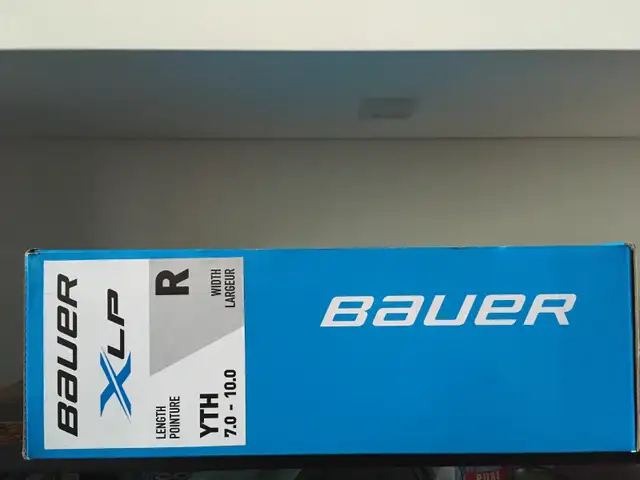 BAUER
XLP
R
LENGTH
POINTURE
WIDTH
LARGEUR
YTH
7.0 - 10.0
BAUER